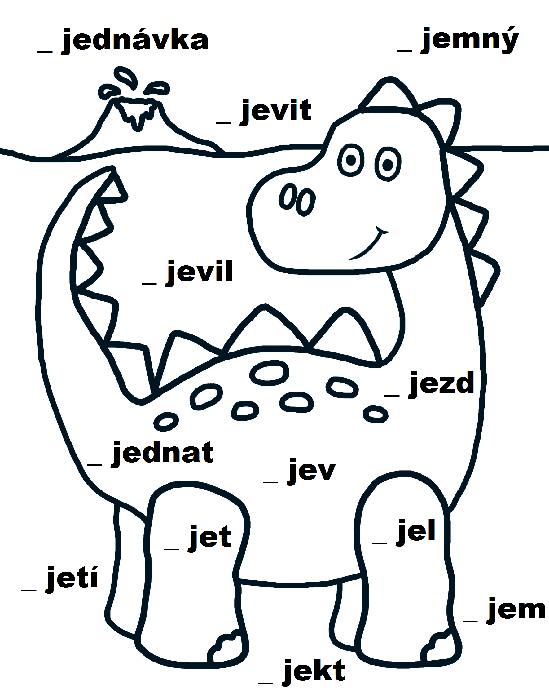 _ jednávka
_ jemný
_ jevit
_ jevil
_ jezd
_ jednat
_ jev
_ jet
_ jel
_ jetí
_ jem
_ jekt